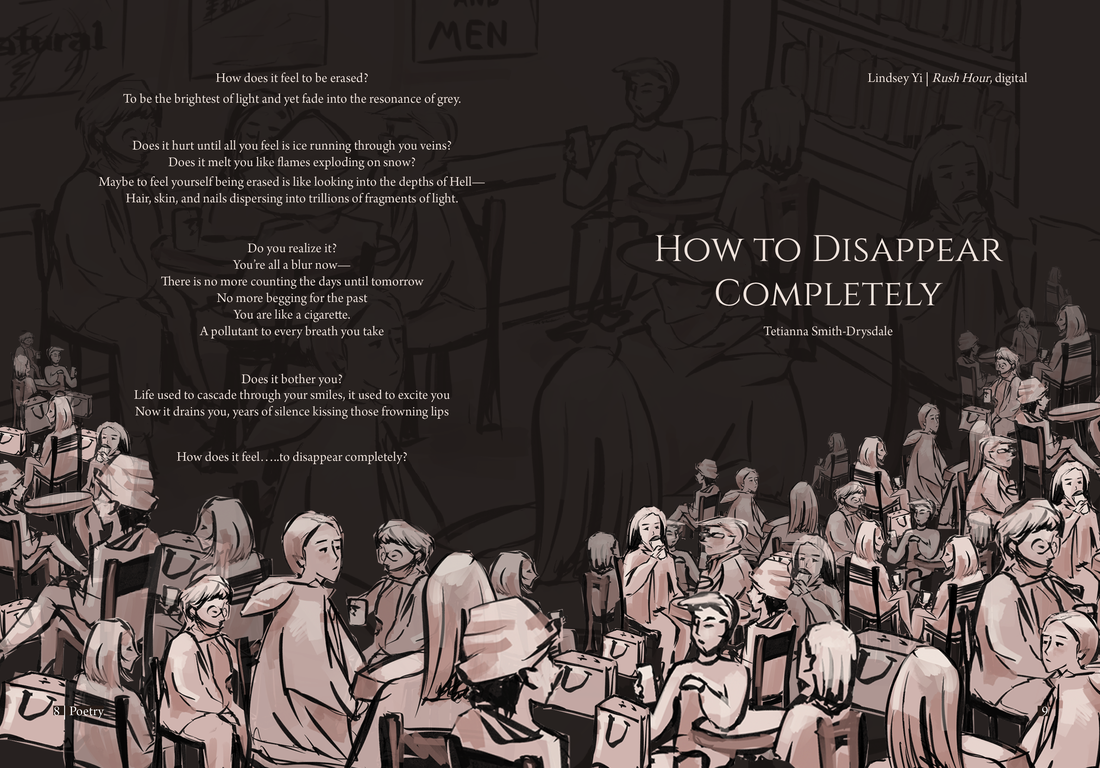 atural
AND
MEN
How does it feel to be erased?
To be the brightest of light and yet fade into the resonance of grey.
Does it hurt until all you feel is ice running through you veins?
Does it melt you like flames exploding on snow?
Maybe to feel yourself being erased is like looking into the depths of Hell—
Hair, skin, and nails dispersing into trillions of fragments of light.
Do you realize it?
You're all a blur now—
There is no more counting the days until tomorrow
No more begging for the past
You are like a cigarette.
A pollutant to every breath you take
Does it bother you?
Life used to cascade through your smiles, it used to excite you
Now it drains you, years of silence kissing those frowning lips
How does it feel…..to disappear completely?
8 | Poetry
Lindsey Yi | Rush Hour, digital
How to Disappear
Completely
Tetianna Smith-Drysdale
9